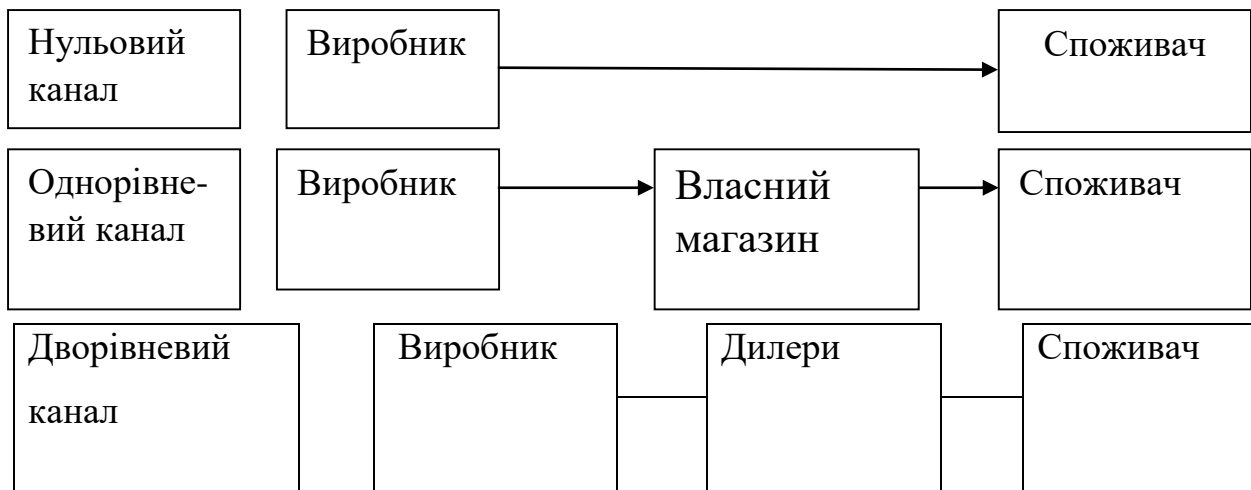 Нульовий
канал
Виробник
Споживач
Однорівне-
вий канал
Виробник
Власний
магазин
Споживач
Дворівневий
канал
Виробник
Дилери
Споживач